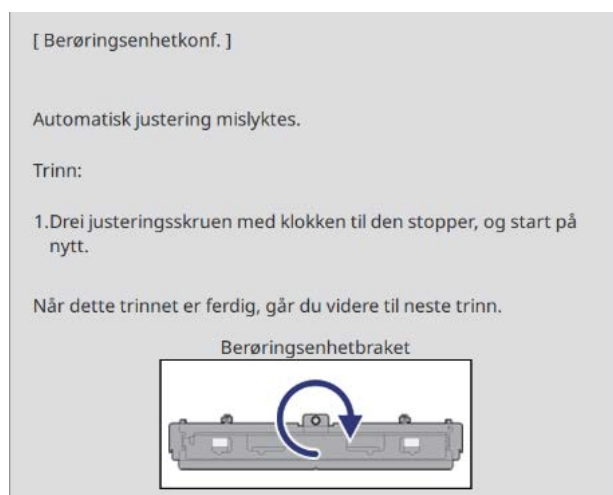 [ Berøringsenhetkonf. ]
Automatisk justering mislyktes.
Trinn:
1.Drei justeringsskruen med klokken til den stopper, og start på
nytt.
Når dette trinnet er ferdig, går du videre til neste trinn.
Berøringsenhetbraket